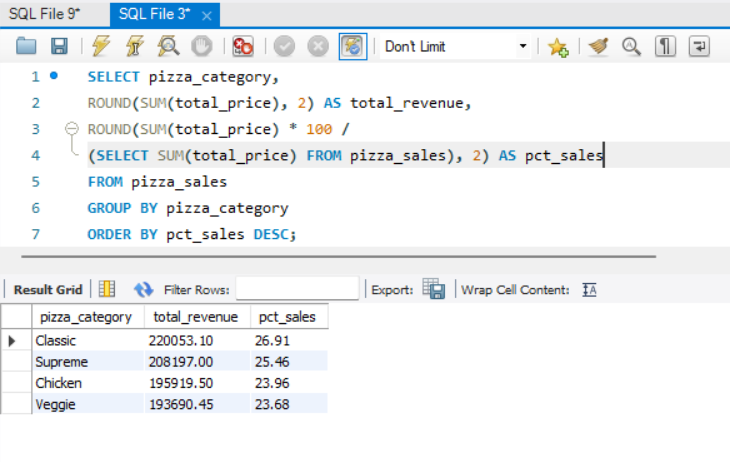 SQL File 9* SQL File 3*
Don't Limit
1 SELECT pizza_category,
2 ROUND(SUM(total_price), 2) AS total_revenue,
3 ROUND(SUM(total_price) * 100 /
4 (SELECT SUM(total_price) FROM pizza_sales), 2) AS pct_sales
5 FROM pizza_sales
6 GROUP BY pizza_category
7 ORDER BY pct_sales DESC;
Result Grid Filter Rows: Export: Wrap Cell Content: IA
pizza_category total_revenue pct_sales
Classic 220053.10 26.91
Supreme 208197.00 25.46
Chicken 195919.50 23.96
Veggie 193690.45 23.68